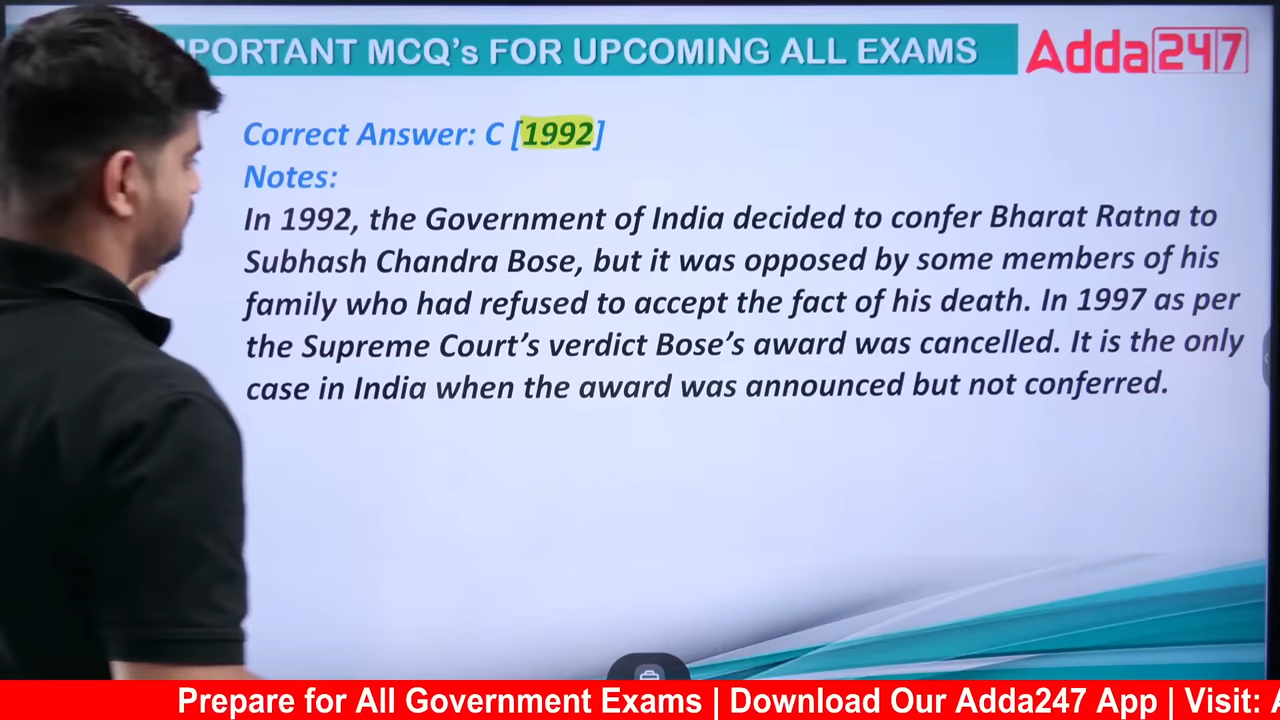 PORTANT MCQ's FOR UPCOMING ALL EXAMS
Adda247
Correct Answer: C [1992]
Notes:
In 1992, the Government of India decided to confer Bharat Ratna to
Subhash Chandra Bose, but it was opposed by some members of his
family who had refused to accept the fact of his death. In 1997 as per
the Supreme Court's verdict Bose's award was cancelled. It is the only
case in India when the award was announced but not conferred.
Prepare for All Government Exams | Download Our Adda247 App | Visit: